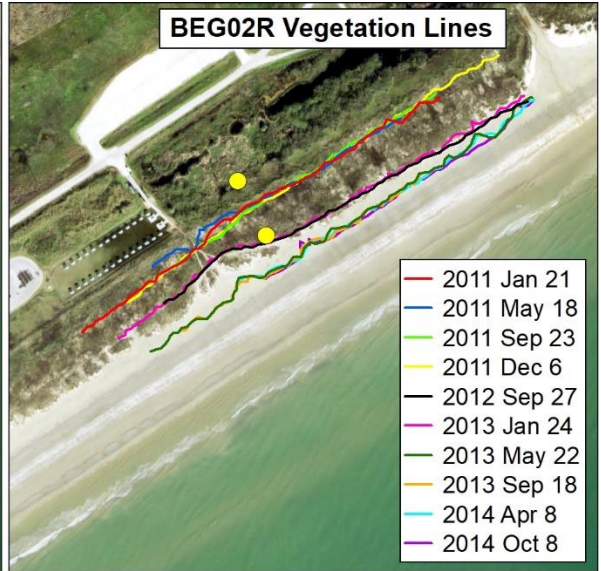 BEG02R Vegetation Lines
2011 Jan 21
2011 May 18
2011 Sep 23
2011 Dec 6
2012 Sep 27
2013 Jan 24
2013 May 22
2013 Sep 18
2014 Apr 8
2014 Oct 8